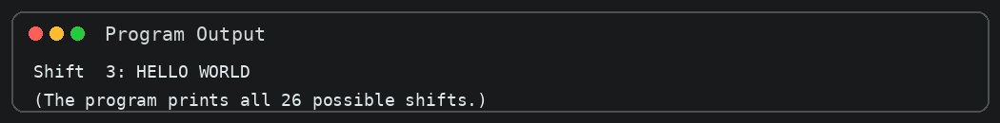 Program Output
Shift  3: HELLO WORLD
(The program prints all 26 possible shifts.)